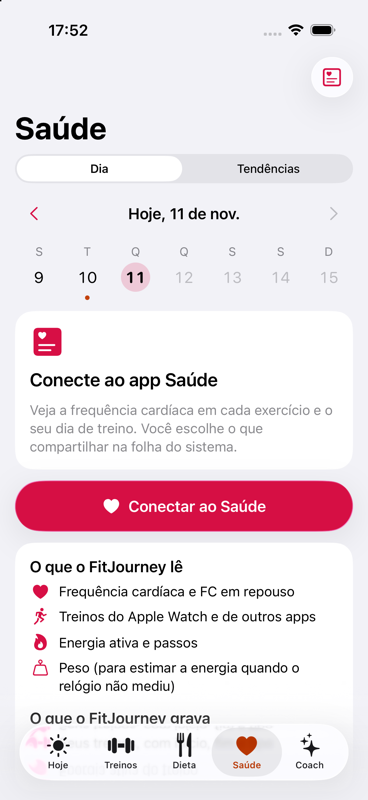 17:52
Saúde
Dia Tendências
Hoje, 11 de nov.
S T Q Q S S D
9 10 11 12 13 14 15
Conecte ao app Saúde
Veja a frequência cardíaca em cada exercício e o
seu dia de treino. Você escolhe o que
compartilhar na folha do sistema.
Conectar ao Saúde
O que o FitJourney lê
Frequência cardíaca e FC em repouso
Treinos do Apple Watch e de outros apps
Energia ativa e passos
Peso (para estimar a energia quando o
relógio não mediu)
O que o FitJourney grava
Hoje Treinos Dieta Saúde Coach